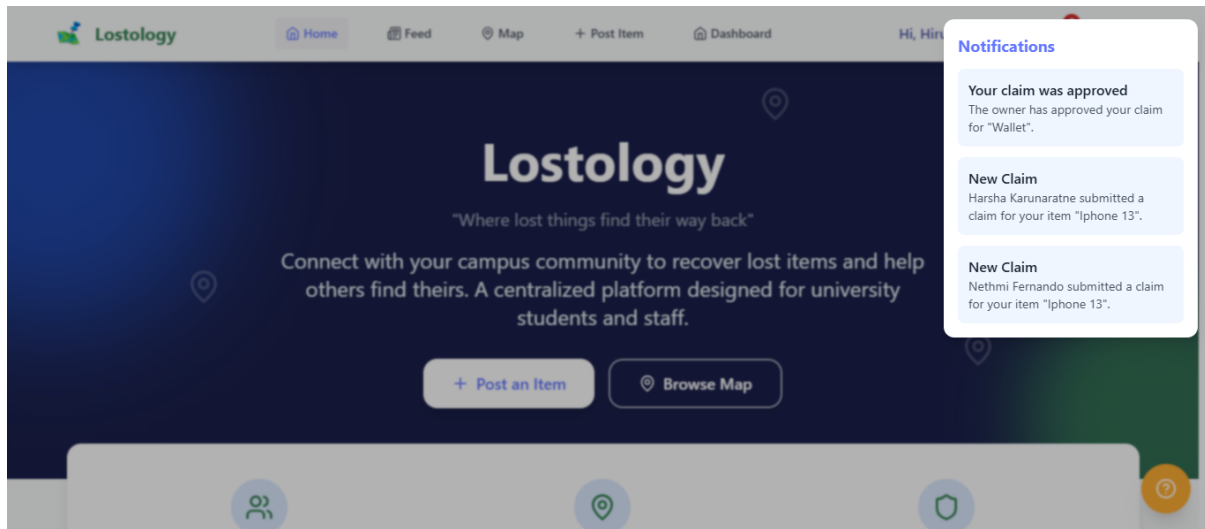 Lostology
Home
Feed
Map
+ Post Item
Dashboard
Hi, Hiru
Notifications
Your claim was approved
The owner has approved your claim
for "Wallet".
New Claim
Harsha Karunaratne submitted a
claim for your item "Iphone 13".
New Claim
Nethmi Fernando submitted a claim
for your item "Iphone 13".
Lostology
"Where lost things find their way back"
Connect with your campus community to recover lost items and help
others find theirs. A centralized platform designed for university
students and staff.
+ Post an Item
Browse Map